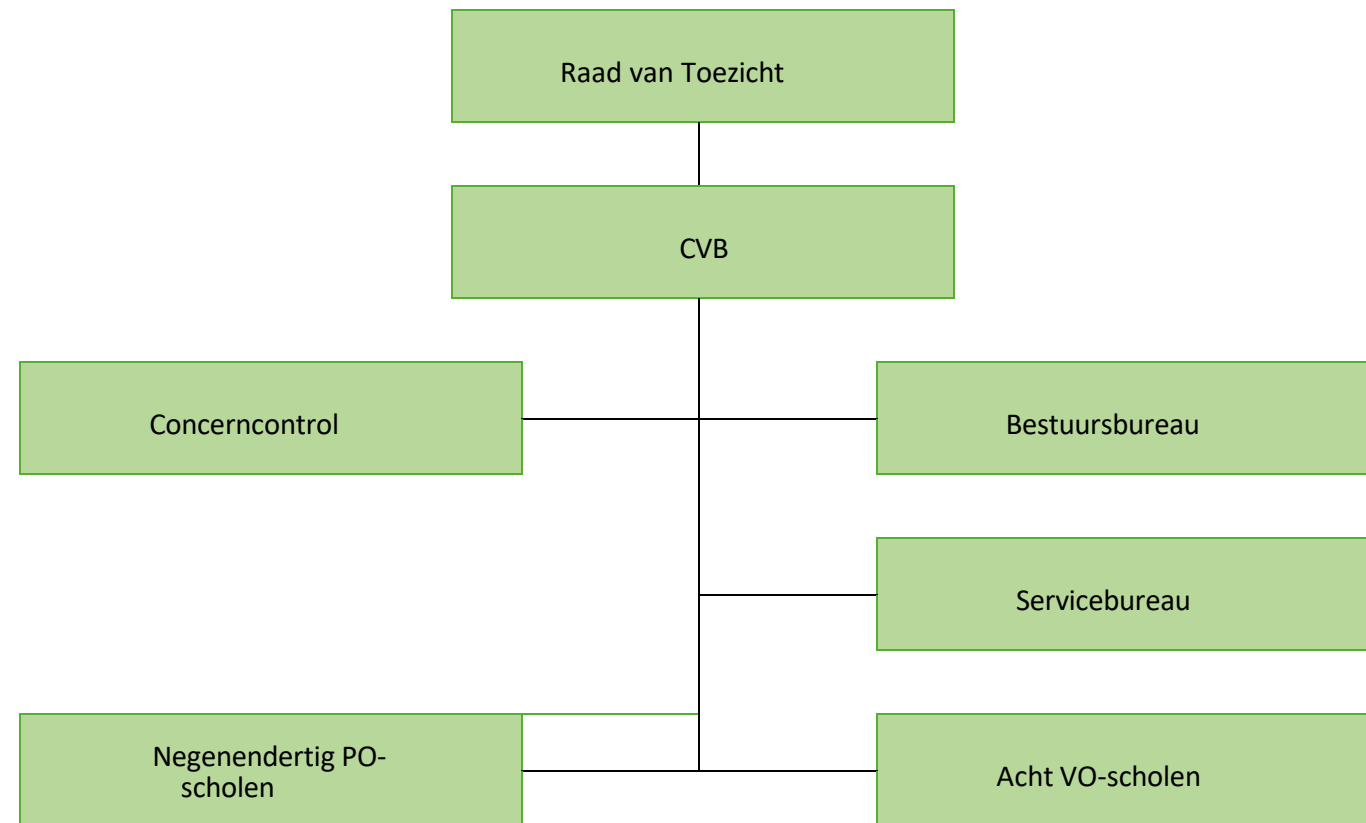 Raad van Toezicht
CVB
Concerncontrol
Bestuursbureau
Servicebureau
Negenendertig PO-
scholen
Acht VO-scholen